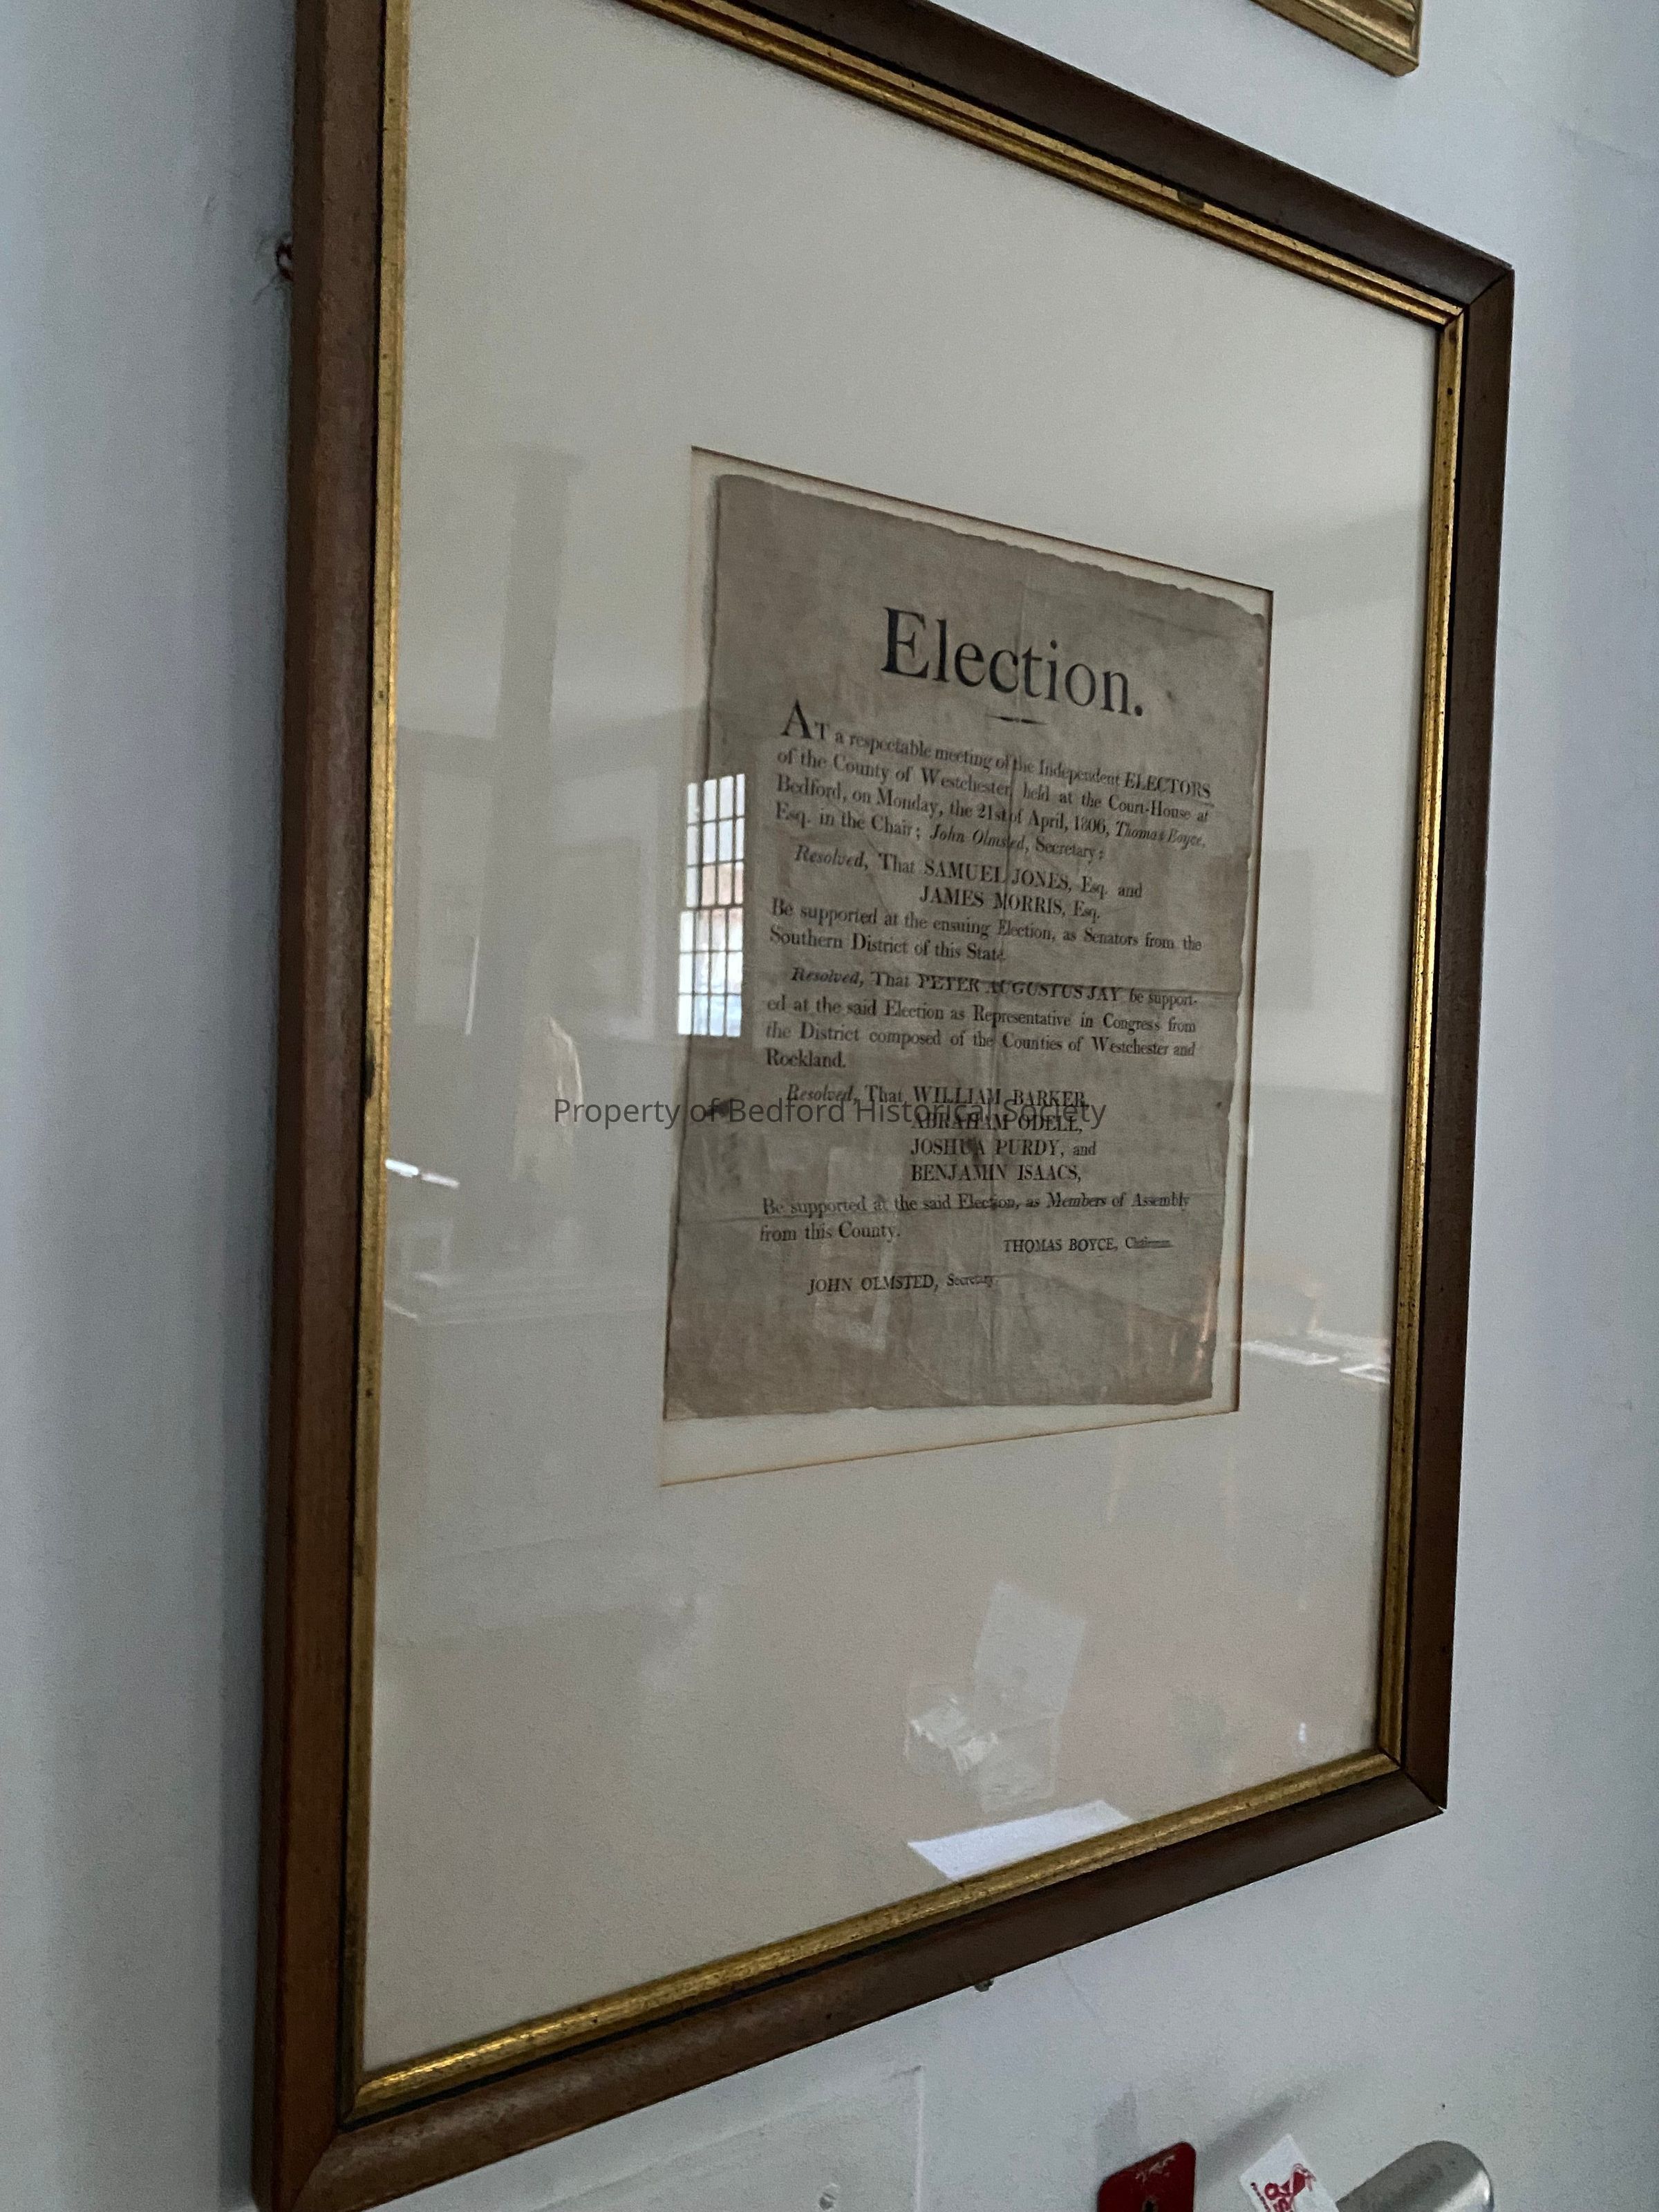 Election.
AT a respectable meeting of the Independent ELECTORS
of the County of Westchester, held at the Court-House at
Bedford, on Monday, the 21st of April, 1806, Thomas Boyce,
Esq. in the Chair; John Olmsted, Secretary;
Resolved, That SAMUEL JONES, Esq. and
JAMES MORRIS, Esq.
Be supported at the ensuing Election, as Senators from the
Southern District of this State.
Resolved, That PETER AUGUSTUS JAY be support-
ed at the said Election as Representative in Congress from
the District composed of the Counties of Westchester and
Rockland.
Resolved, That WILLIAM BARKER,
Property of Bedford Historical Society
ABRAHAM ODELL,
JOSHUA PURDY, and
BENJAMIN ISAACS,
Be supported at the said Election, as Members of Assembly
from this County.
THOMAS BOYCE, Chairman.
JOHN OLMSTED, Secretary.